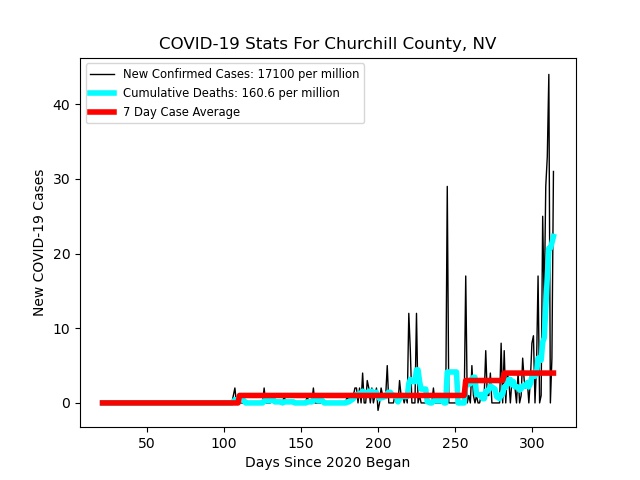 COVID-19 Stats For Churchill County, NV
New Confirmed Cases: 17100 per million
Cumulative Deaths: 160.6 per million
7 Day Case Average
New COVID-19 Cases
40
30
20
10
0
50 100 150 200 250 300
Days Since 2020 Began